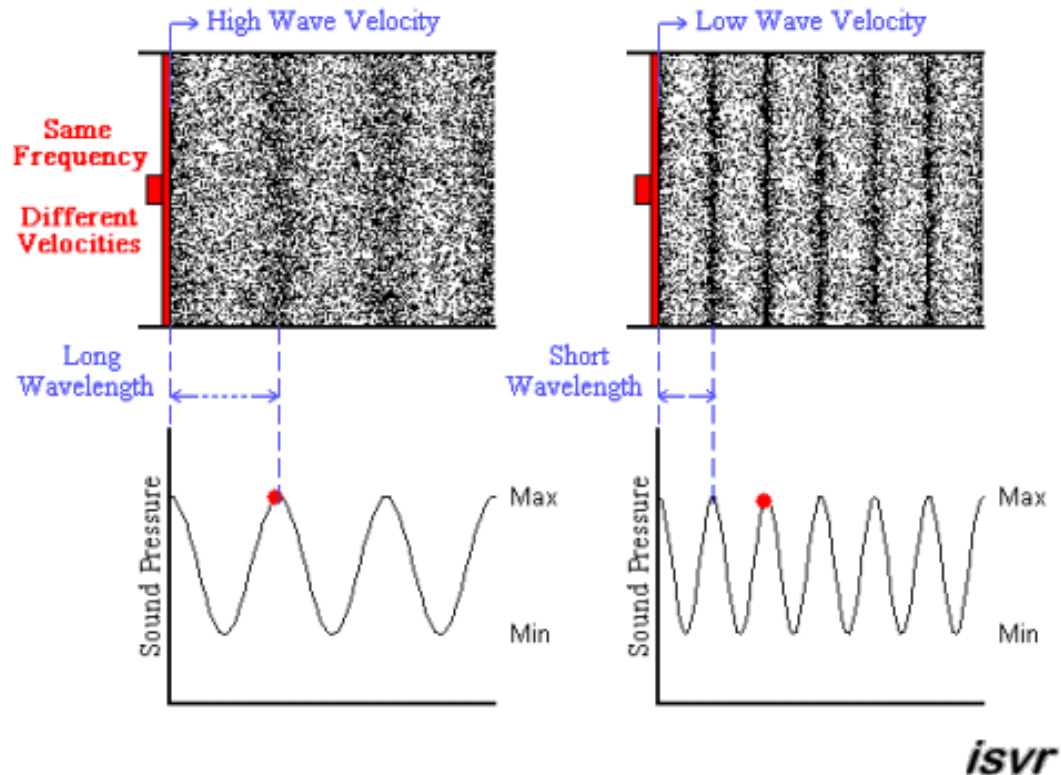 High Wave Velocity
Low Wave Velocity
Same
Frequency
Different
Velocities
Long
Wavelength
Short
Wavelength
Sound Pressure
Max
Min
Sound Pressure
Max
Min
isvr